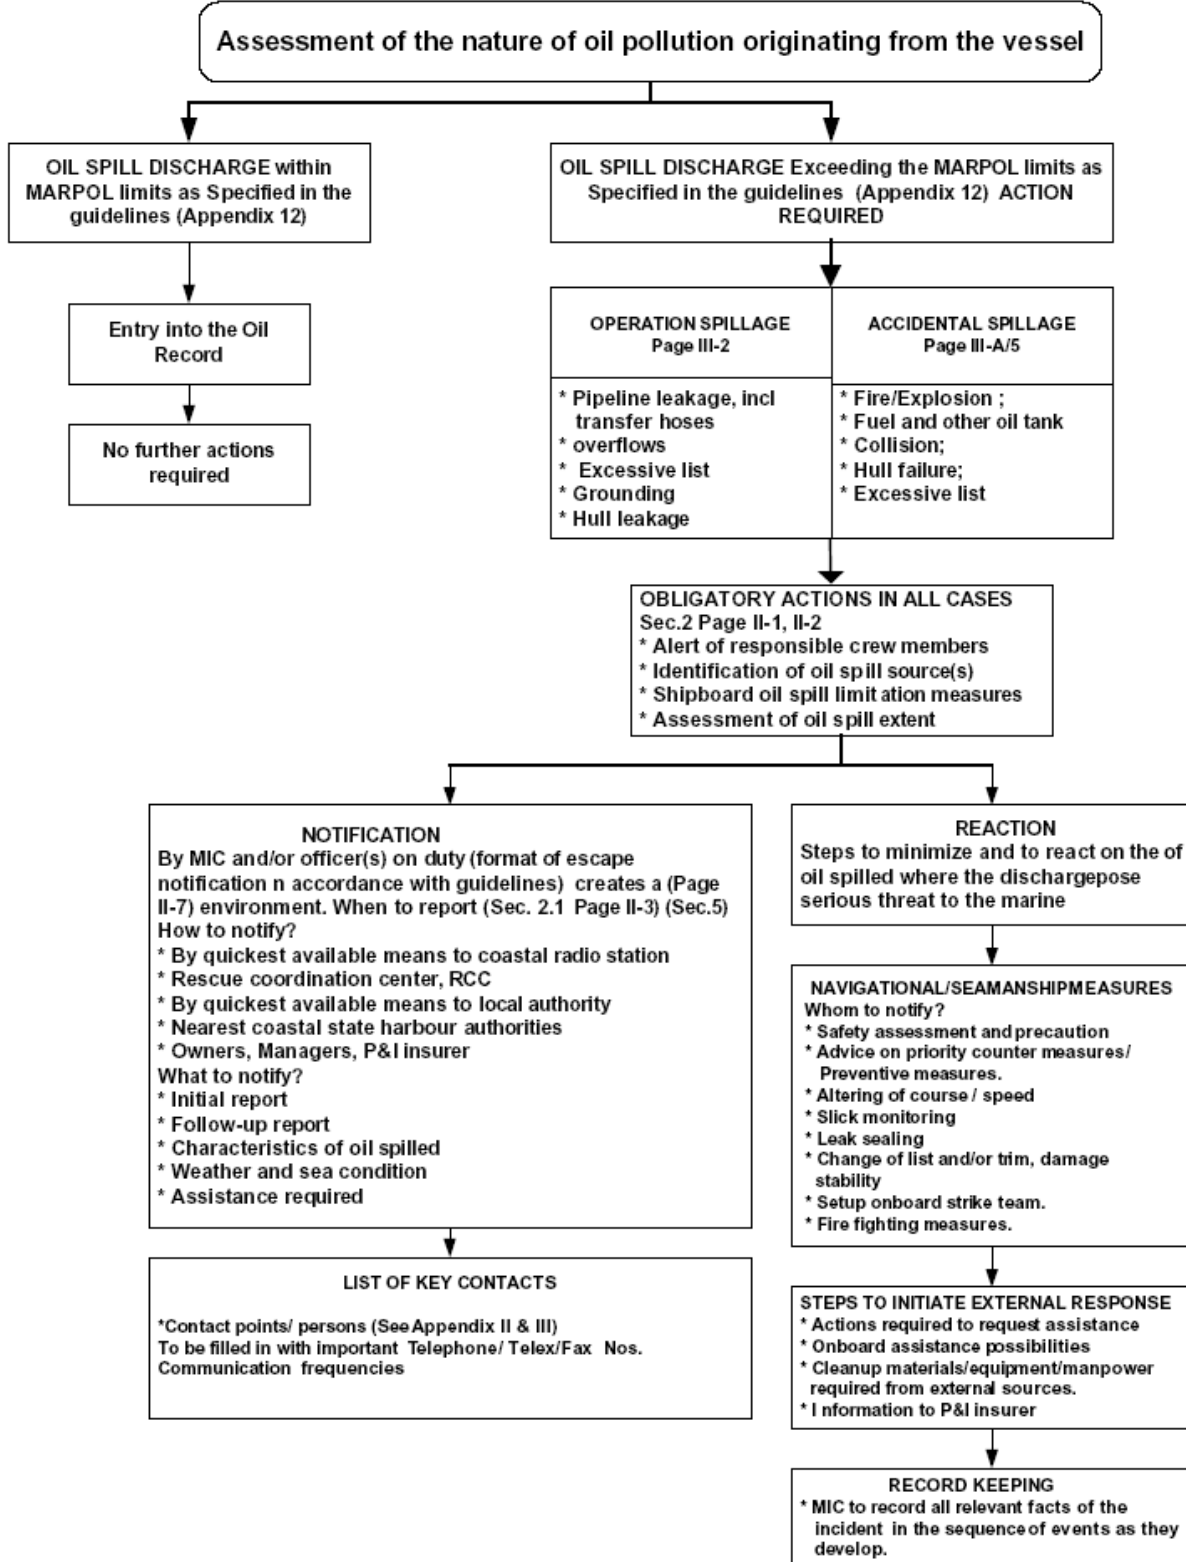 Assessment of the nature of oil pollution originating from the vessel
OIL SPILL DISCHARGE within
MARPOL limits as Specified in the
guidelines (Appendix 12)
Entry into the Oil
Record
No further actions
required
OIL SPILL DISCHARGE Exceeding the MARPOL limits as
Specified in the guidelines (Appendix 12) ACTION
REQUIRED
OPERATION SPILLAGE
Page III-2
* Pipeline leakage, incl
transfer hoses
* overflows
* Excessive list
* Grounding
* Hull leakage
ACCIDENTAL SPILLAGE
Page III-A/5
* Fire/Explosion ;
* Fuel and other oil tank
* Collision;
* Hull failure;
* Excessive list
OBLIGATORY ACTIONS IN ALL CASES
Sec.2 Page II-1, II-2
* Alert of responsible crew members
* Identification of oil spill source(s)
* Shipboard oil spill limitation measures
* Assessment of oil spill extent
NOTIFICATION
By MIC and/or officer(s) on duty (format of escape
notification n accordance with guidelines) creates a (Page
II-7) environment. When to report (Sec. 2.1 Page II-3) (Sec.5)
How to notify?
* By quickest available means to coastal radio station
* Rescue coordination center, RCC
* By quickest available means to local authority
* Nearest coastal state harbour authorities
* Owners, Managers, P&I insurer
What to notify?
* Initial report
* Follow-up report
* Characteristics of oil spilled
* Weather and sea condition
* Assistance required
LIST OF KEY CONTACTS
*Contact points/ persons (See Appendix II & III)
To be filled in with important Telephone/ Telex/Fax Nos.
Communication frequencies
REACTION
Steps to minimize and to react on the of
oil spilled where the dischargepose
serious threat to the marine
NAVIGATIONAL/SEAMANSHIPMEASURES
Whom to notify?
* Safety assessment and precaution
* Advice on priority counter measures/
Preventive measures.
* Altering of course / speed
* Slick monitoring
* Leak sealing
* Change of list and/or trim, damage
stability
* Setup onboard strike team.
* Fire fighting measures.
STEPS TO INITIATE EXTERNAL RESPONSE
* Actions required to request assistance
* Onboard assistance possibilities
* Cleanup materials/equipment/manpower
required from external sources.
* I nformation to P&I insurer
RECORD KEEPING
* MIC to record all relevant facts of the
incident in the sequence of events as they
develop.